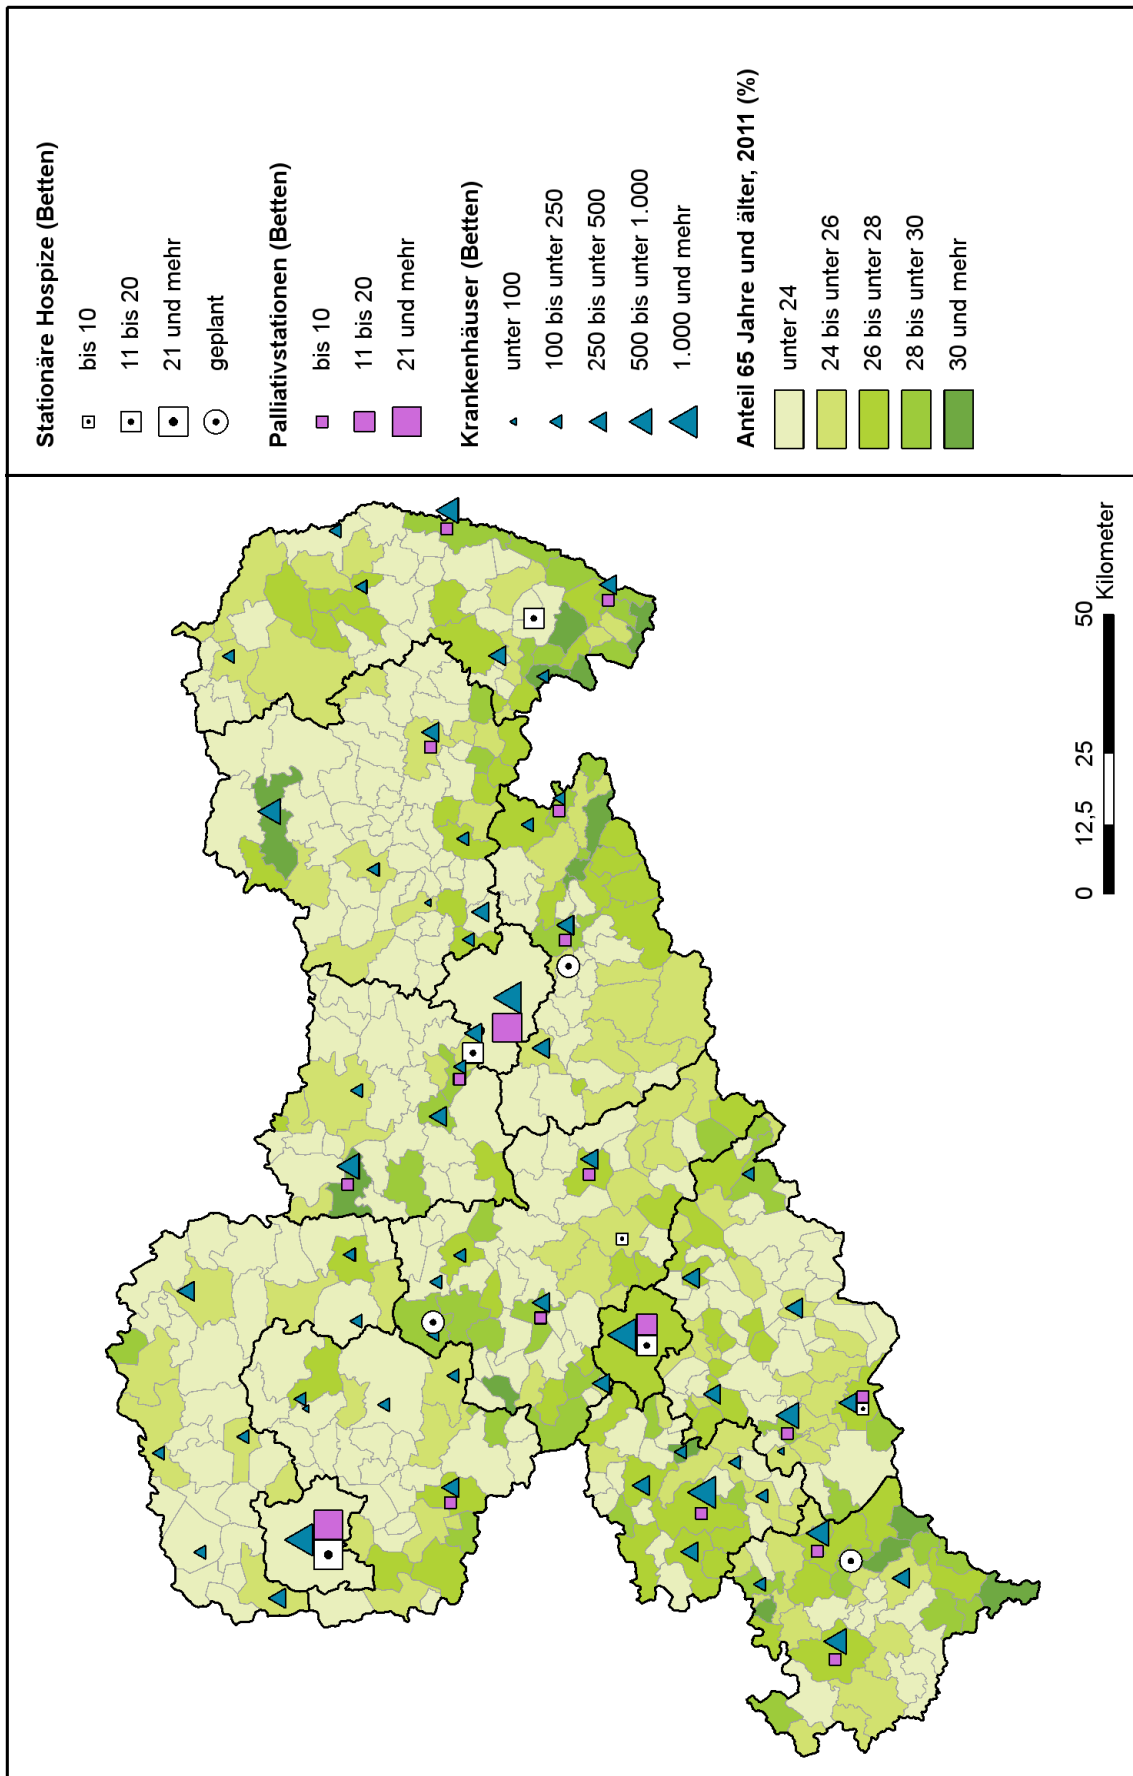 Stationäre Hospize (Betten)
bis 10
11 bis 20
21 und mehr
geplant
Palliativstationen (Betten)
bis 10
11 bis 20
21 und mehr
Krankenhäuser (Betten)
unter 100
100 bis unter 250
250 bis unter 500
500 bis unter 1.000
1.000 und mehr
Anteil 65 Jahre und älter, 2011 (%)
unter 24
24 bis unter 26
26 bis unter 28
28 bis unter 30
30 und mehr
0 12,5 25 50
Kilometer